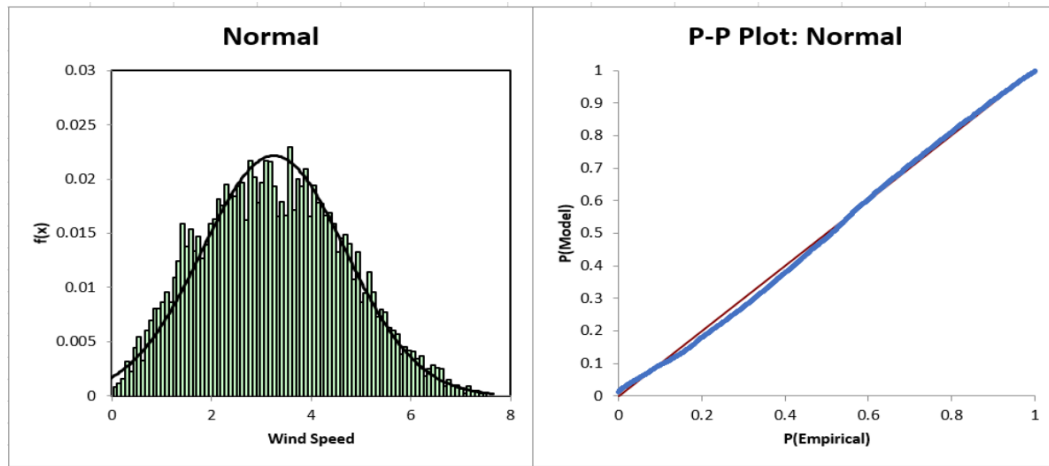 Normal
0.03
0.025
0.02
0.015
0.01
0.005
0
f(x)
0 2 4 6 8
Wind Speed
P-P Plot: Normal
1
0.9
0.8
0.7
0.6
0.5
0.4
0.3
0.2
0.1
0
P(Model)
0 0.2 0.4 0.6 0.8 1
P(Empirical)